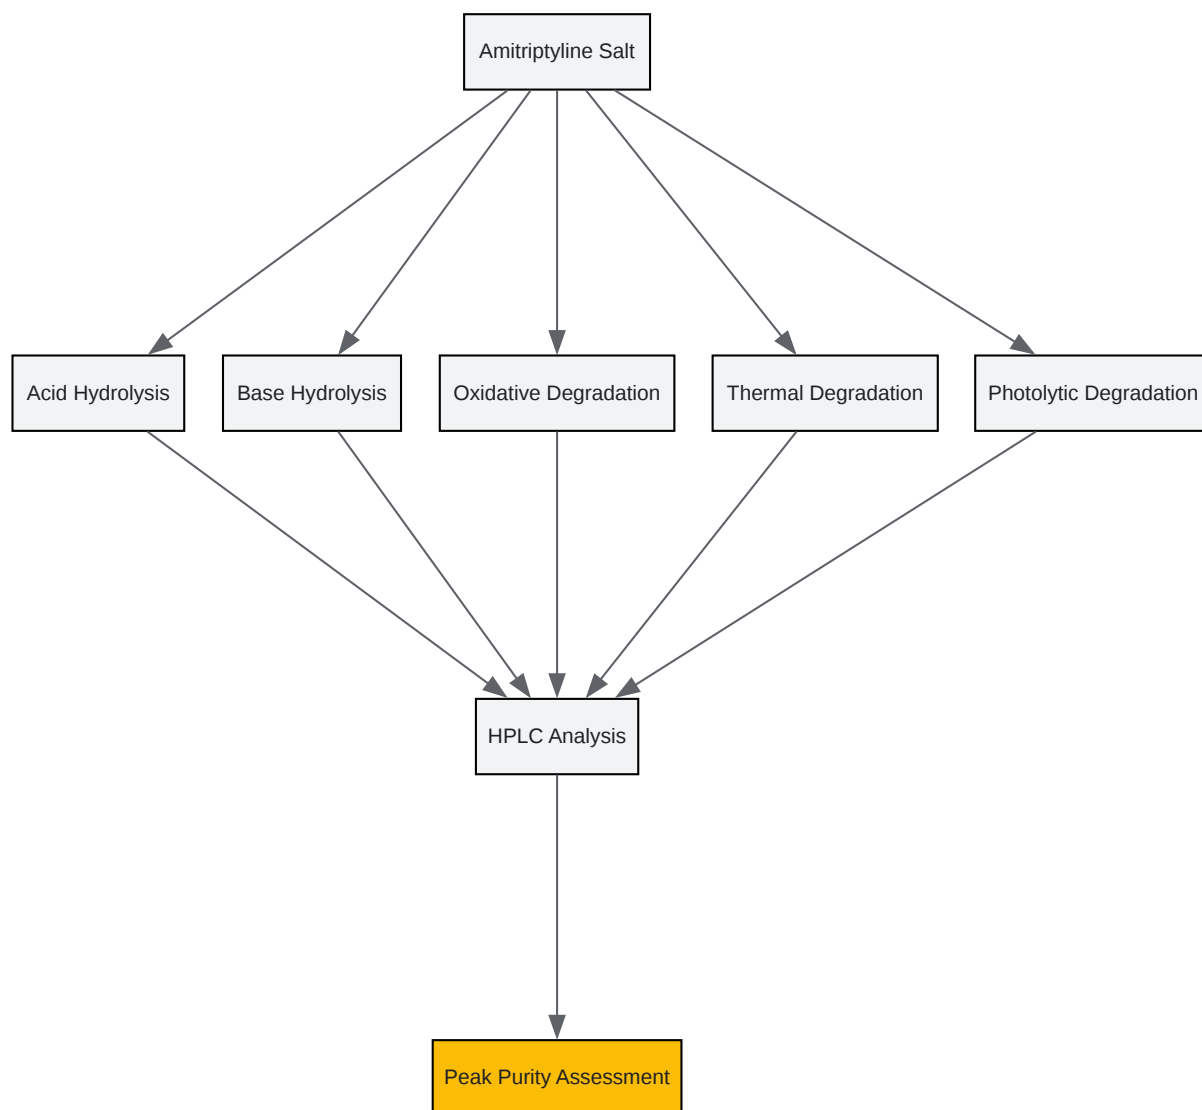 Amitriptyline Salt
Acid Hydrolysis
Base Hydrolysis
Oxidative Degradation
Thermal Degradation
Photolytic Degradation
HPLC Analysis
Peak Purity Assessment